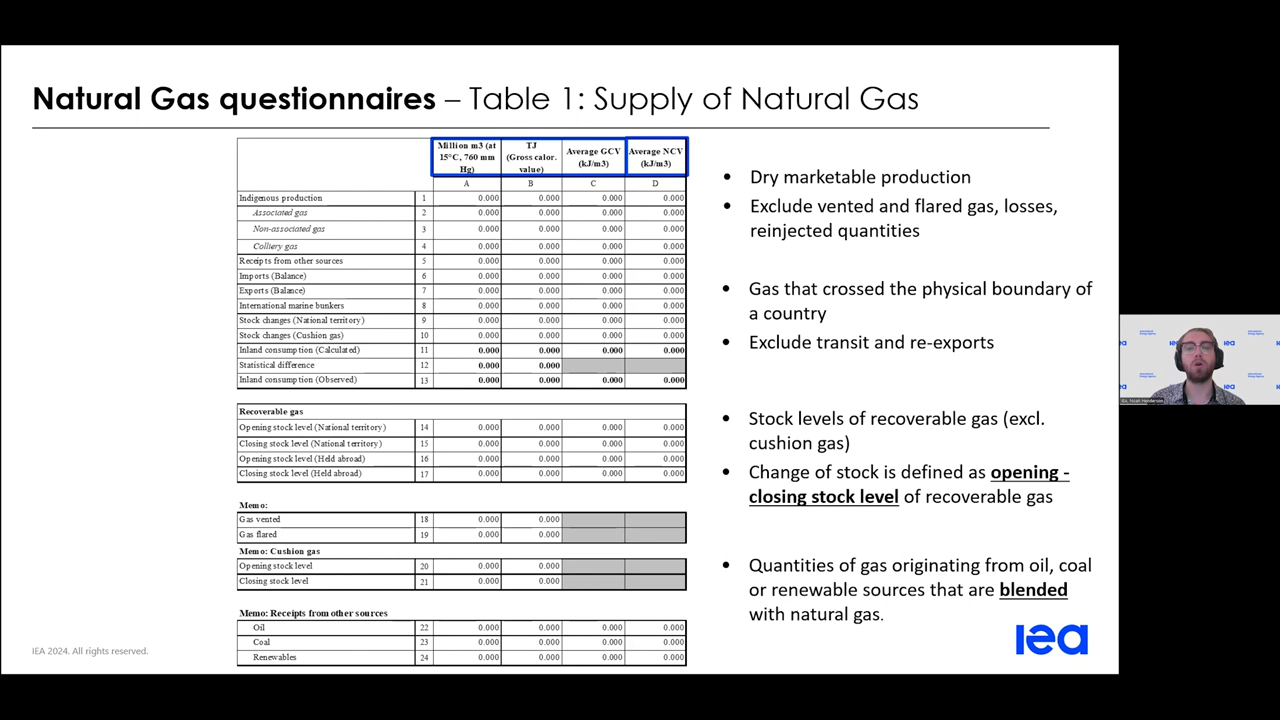 Natural Gas questionnaires – Table 1: Supply of Natural Gas
Million m3 (at 15°C, 760 mm Hg) TJ (Gross calor. value) Average GCV (kJ/m3) Average NCV (kJ/m3)
A B C D
Indigenous production 1 0.000 0.000 0.000 0.000
Associated gas 2 0.000 0.000 0.000 0.000
Non-associated gas 3 0.000 0.000 0.000 0.000
Colliery gas 4 0.000 0.000 0.000 0.000
Receipts from other sources 5 0.000 0.000 0.000 0.000
Imports (Balance) 6 0.000 0.000 0.000 0.000
Exports (Balance) 7 0.000 0.000 0.000 0.000
International marine bunkers 8 0.000 0.000 0.000 0.000
Stock changes (National territory) 9 0.000 0.000 0.000 0.000
Stock changes (Cushion gas) 10 0.000 0.000 0.000 0.000
Inland consumption (Calculated) 11 0.000 0.000 0.000 0.000
Statistical difference 12 0.000 0.000
Inland consumption (Observed) 13 0.000 0.000 0.000 0.000
Recoverable gas
Opening stock level (National territory) 14 0.000 0.000 0.000 0.000
Closing stock level (National territory) 15 0.000 0.000 0.000 0.000
Opening stock level (Held abroad) 16 0.000 0.000 0.000 0.000
Closing stock level (Held abroad) 17 0.000 0.000 0.000 0.000
Memo:
Gas vented 18 0.000 0.000
Gas flared 19 0.000 0.000
Memo: Cushion gas
Opening stock level 20 0.000 0.000
Closing stock level 21 0.000 0.000
Memo: Receipts from other sources
Oil 22 0.000 0.000 0.000 0.000
Coal 23 0.000 0.000 0.000 0.000
Renewables 24 0.000 0.000 0.000 0.000
• Dry marketable production
• Exclude vented and flared gas, losses,
reinjected quantities
• Gas that crossed the physical boundary of
a country
• Exclude transit and re-exports
• Stock levels of recoverable gas (excl.
cushion gas)
• Change of stock is defined as opening -
closing stock level of recoverable gas
• Quantities of gas originating from oil, coal
or renewable sources that are blended
with natural gas.
IEA 2024. All rights reserved.
iea